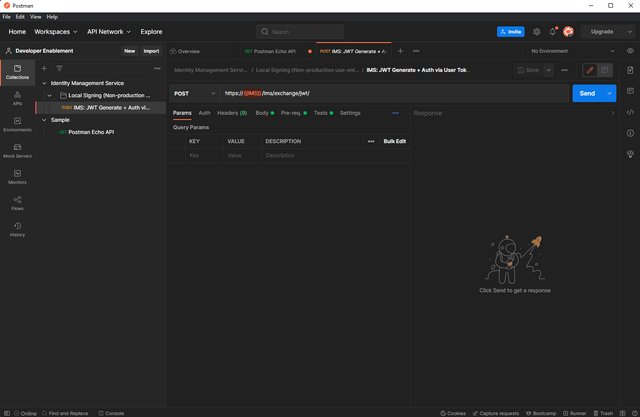 Postman
File Edit View Help
Home Workspaces API Network Explore Search Invite Upgrade
Developer Enablement New Import Overview GET Postman Echo API POST IMS: JWT Generate + A No Environment
Collections
APIs
Environments
Mock Servers
Monitors
Flows
History
Identity Management Service
Local Signing (Non-production ...
POST IMS: JWT Generate + Auth vi...
Sample
GET Postman Echo API
Identity Management Servi... / Local Signing (Non-production use-onl... / IMS: JWT Generate + Auth via User Tok... Save
POST https://{{IMS}}/ims/exchange/jwt/ Send
Params Auth Headers (9) Body Pre-req. Tests Settings
Query Params
KEY VALUE DESCRIPTION Bulk Edit
Key Value Description
Response
Click Send to get a response
Online Find and Replace Console Cookies Capture requests Bootcamp Runner Trash